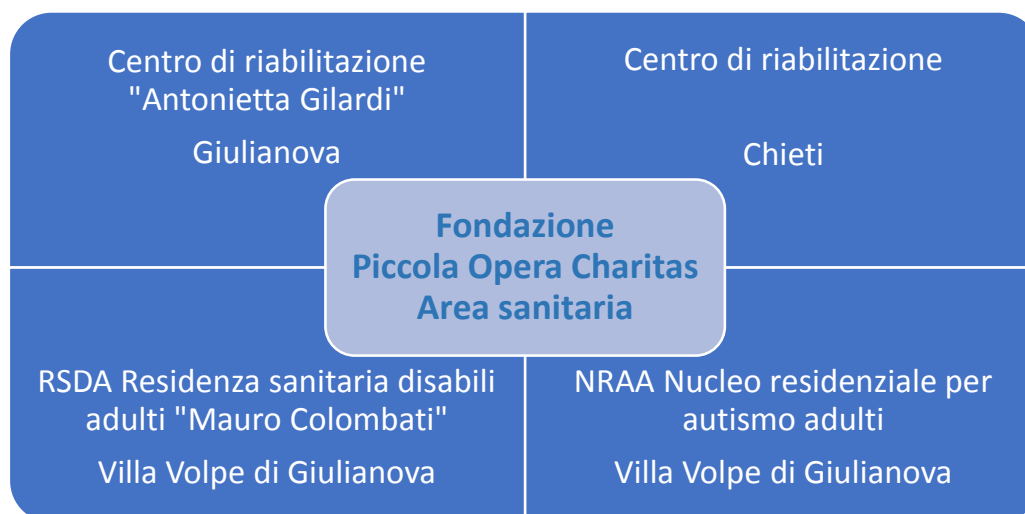 Centro di riabilitazione
"Antonietta Gilardi"
Giulianova
Centro di riabilitazione
Chieti
Fondazione
Piccola Opera Charitas
Area sanitaria
RSDA Residenza sanitaria disabili
adulti "Mauro Colombati"
Villa Volpe di Giulianova
NRAA Nucleo residenziale per
autismo adulti
Villa Volpe di Giulianova